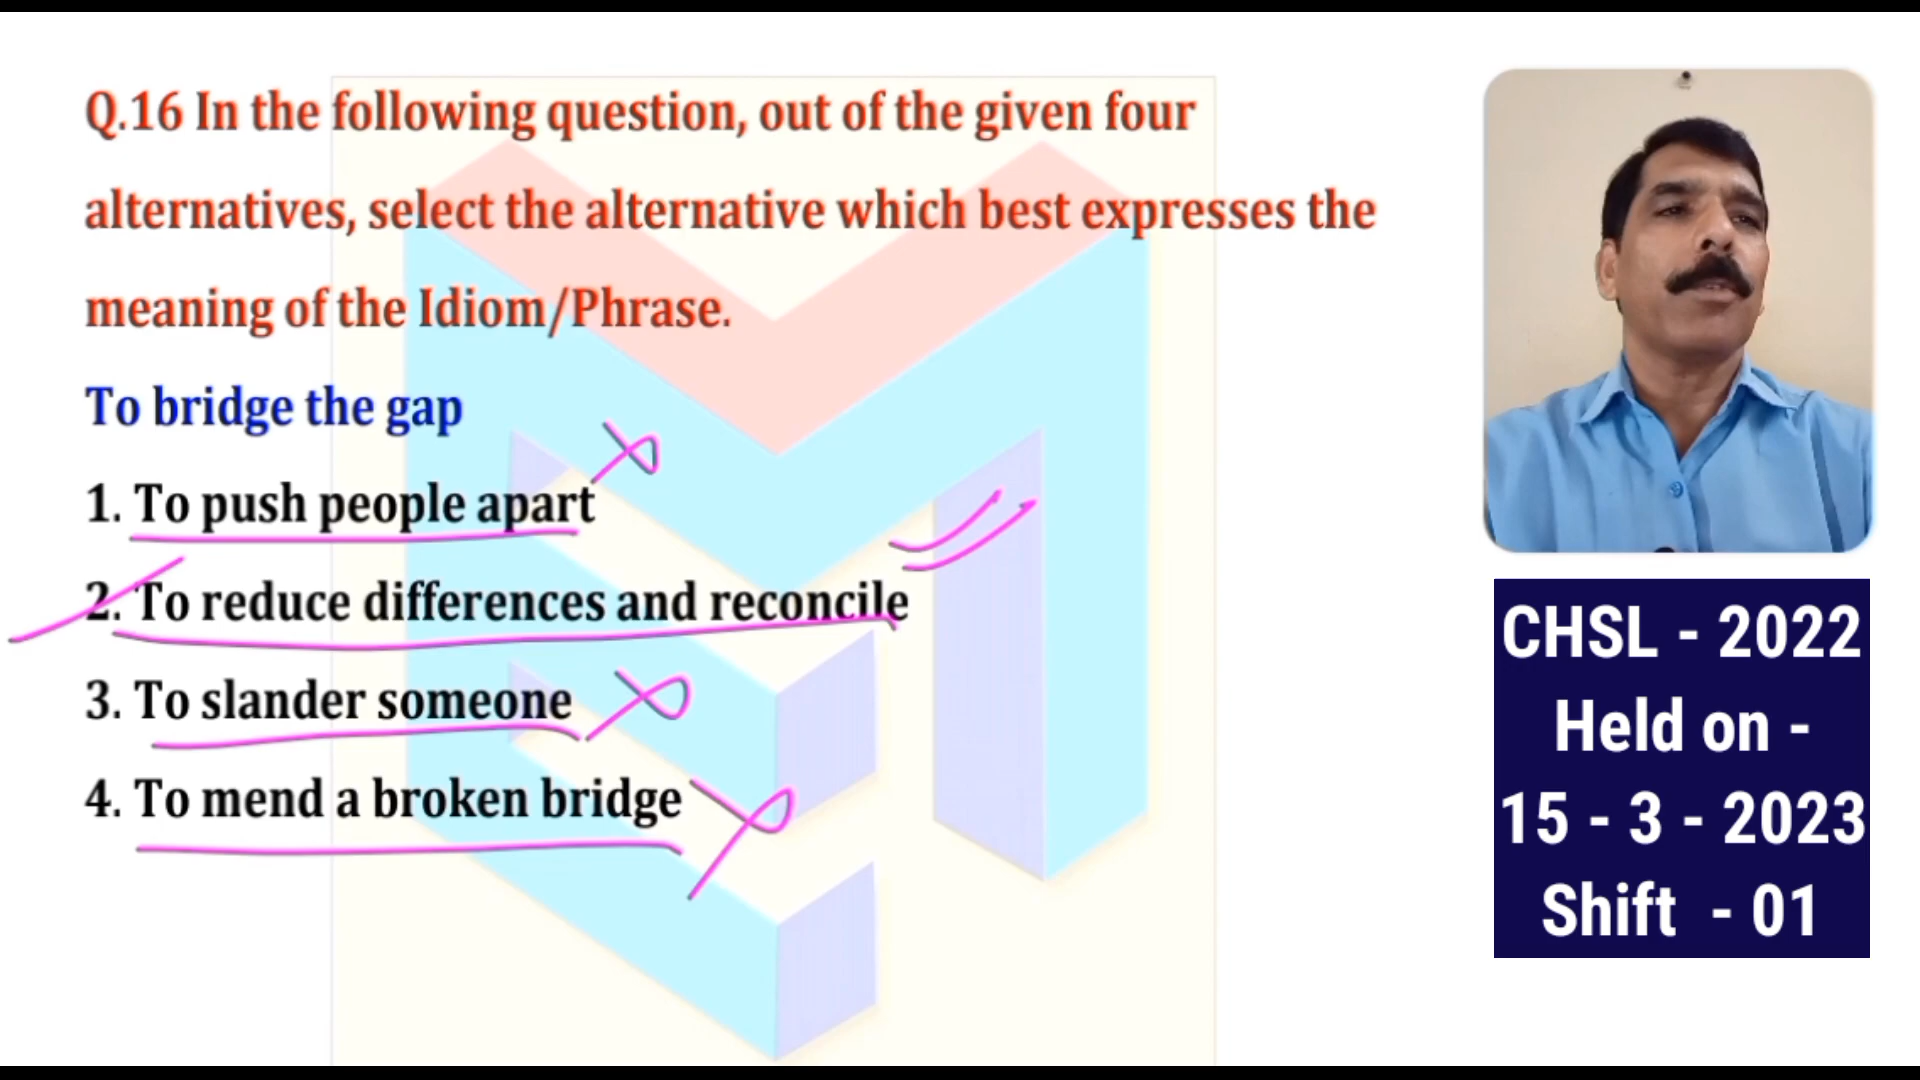 Q.16 In the following question, out of the given four
alternatives, select the alternative which best expresses the
meaning of the Idiom/Phrase.
To bridge the gap
1. To push people apart
2. To reduce differences and reconcile
3. To slander someone
4. To mend a broken bridge
CHSL - 2022
Held on -
15 - 3 - 2023
Shift - 01